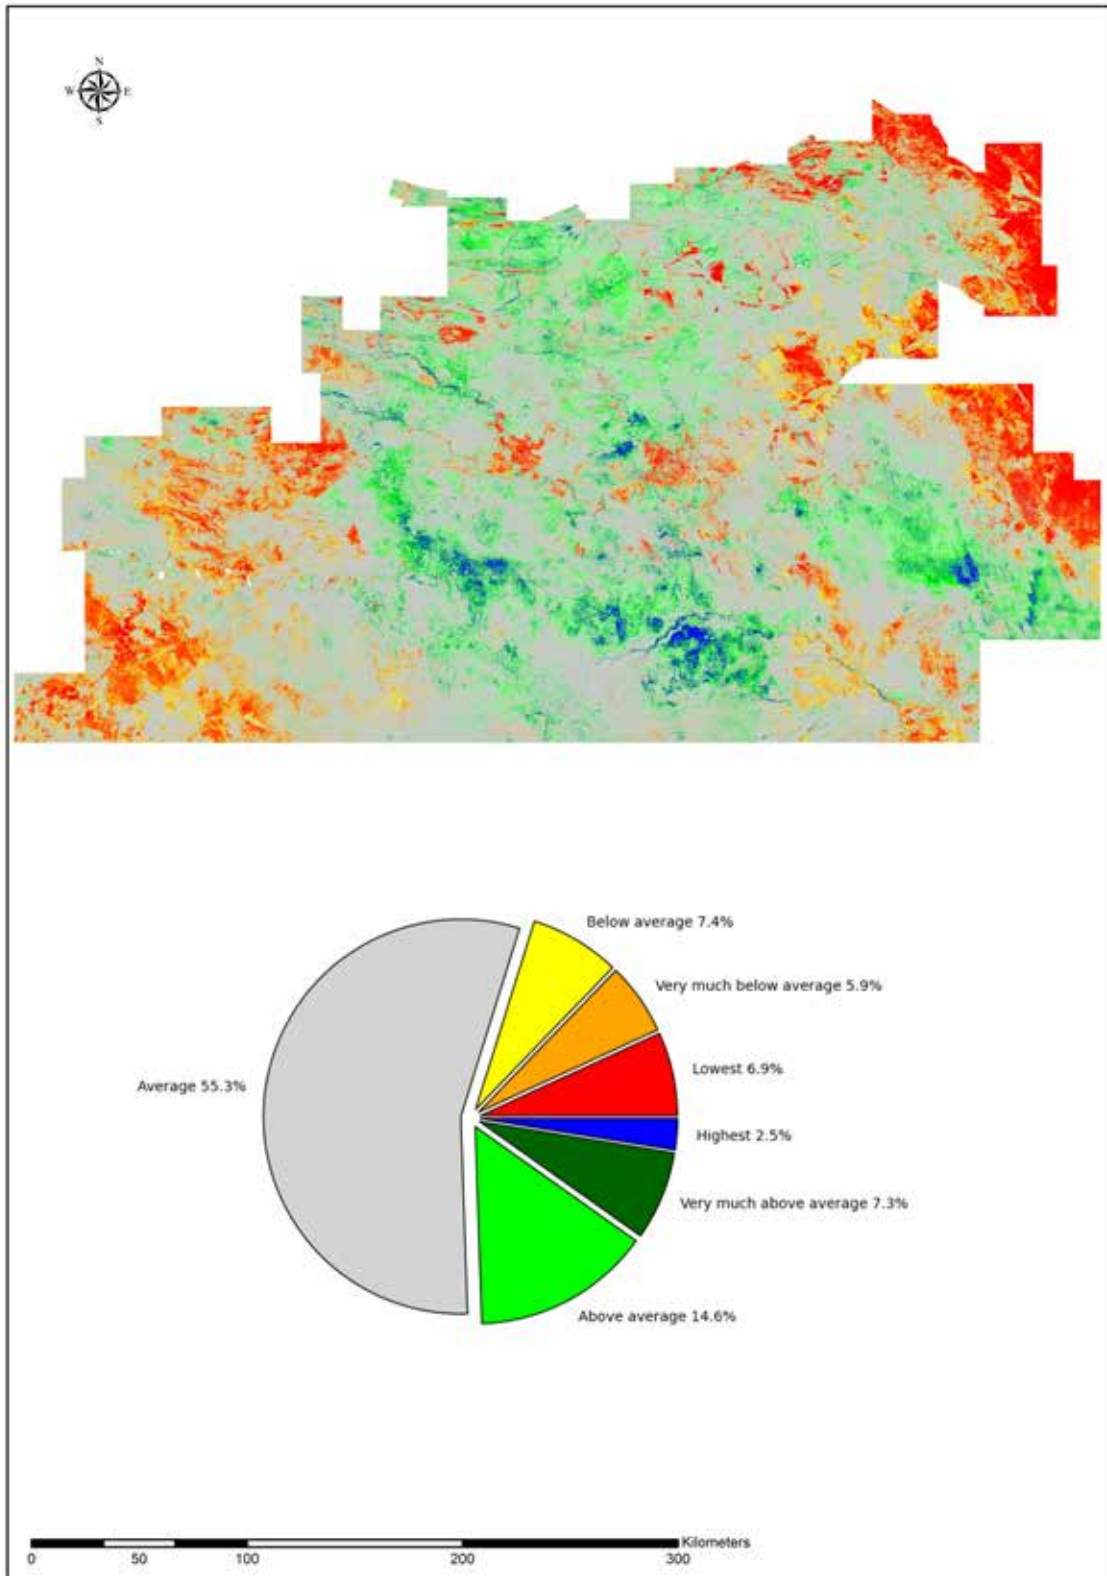 N
W E
S
Below average 7.4%
Very much below average 5.9%
Average 55.3%
Lowest 6.9%
Highest 2.5%
Very much above average 7.3%
Above average 14.6%
Kilometers
0 50 100 200 300